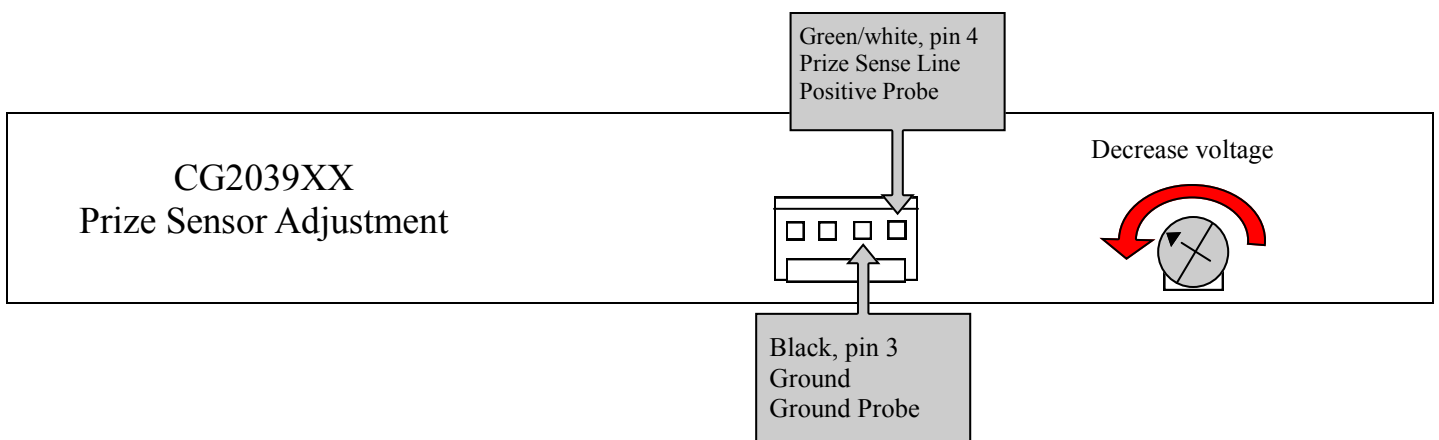 Green/white, pin 4
Prize Sense Line
Positive Probe
CG2039XX
Prize Sensor Adjustment
Decrease voltage
Black, pin 3
Ground
Ground Probe